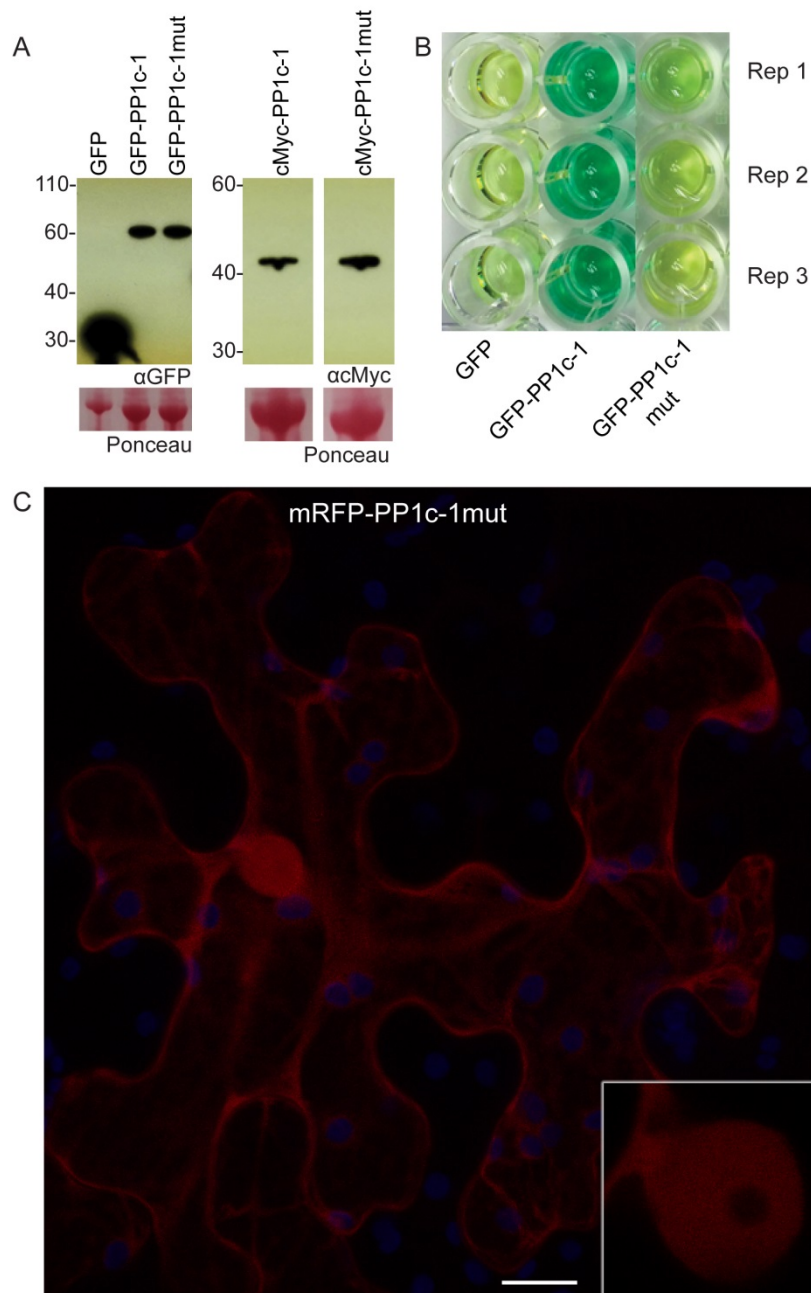 A
GFP
GFP-PP1c-1
GFP-PP1c-1mut
cMyc-PP1c-1
cMyc-PP1c-1mut
110-
60-
40-
30-
αGFP
Ponceau
60-
40-
30-
αcMyc
Ponceau
B
Rep 1
Rep 2
Rep 3
GFP
GFP-PP1c-1
GFP-PP1c-1
mut
C
mRFP-PP1c-1mut